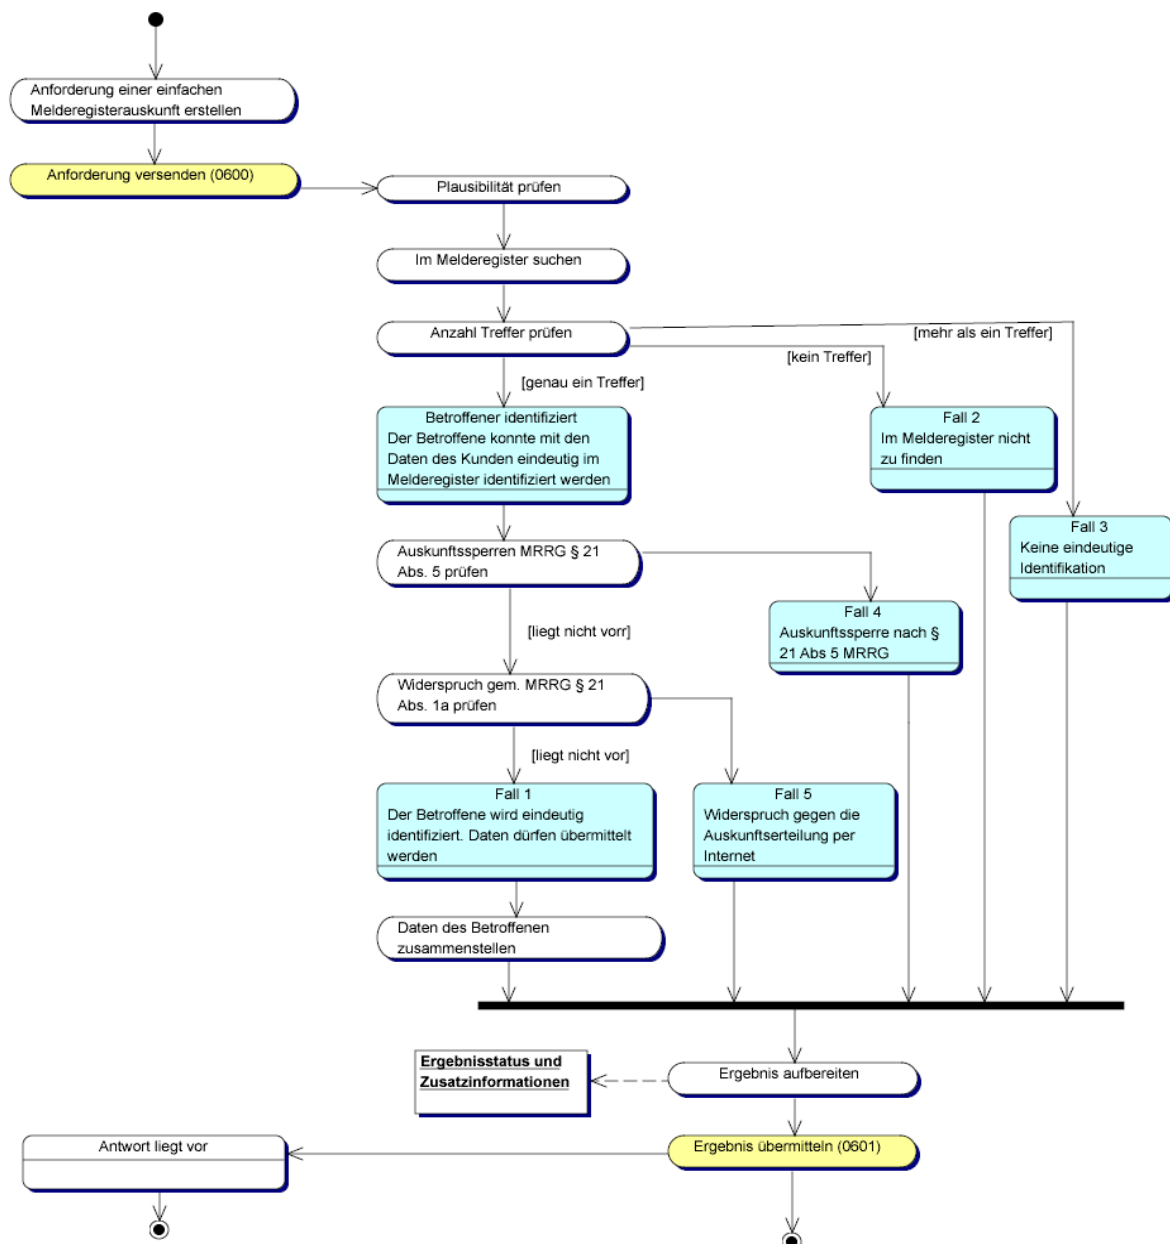 Anforderung einer einfachen
Melderegisterauskunft erstellen
Anforderung versenden (0600)
Plausibilität prüfen
Im Melderegister suchen
Anzahl Treffer prüfen
[mehr als ein Treffer]
[kein Treffer]
[genau ein Treffer]
Betroffener identifiziert
Der Betroffene konnte mit den
Daten des Kunden eindeutig im
Melderegister identifiziert werden
Fall 2
Im Melderegister nicht
zu finden
Fall 3
Keine eindeutige
Identifikation
Auskunftssperren MRRG § 21
Abs. 5 prüfen
Fall 4
Auskunftssperre nach §
21 Abs 5 MRRG
[liegt nicht vorr]
Widerspruch gem. MRRG § 21
Abs. 1a prüfen
[liegt nicht vor]
Fall 1
Der Betroffene wird eindeutig
identifiziert. Daten dürfen übermittelt
werden
Fall 5
Widerspruch gegen die
Auskunftserteilung per
Internet
Daten des Betroffenen
zusammenstellen
Ergebnisstatus und
Zusatzinformationen
Ergebnis aufbereiten
Ergebnis übermitteln (0601)
Antwort liegt vor